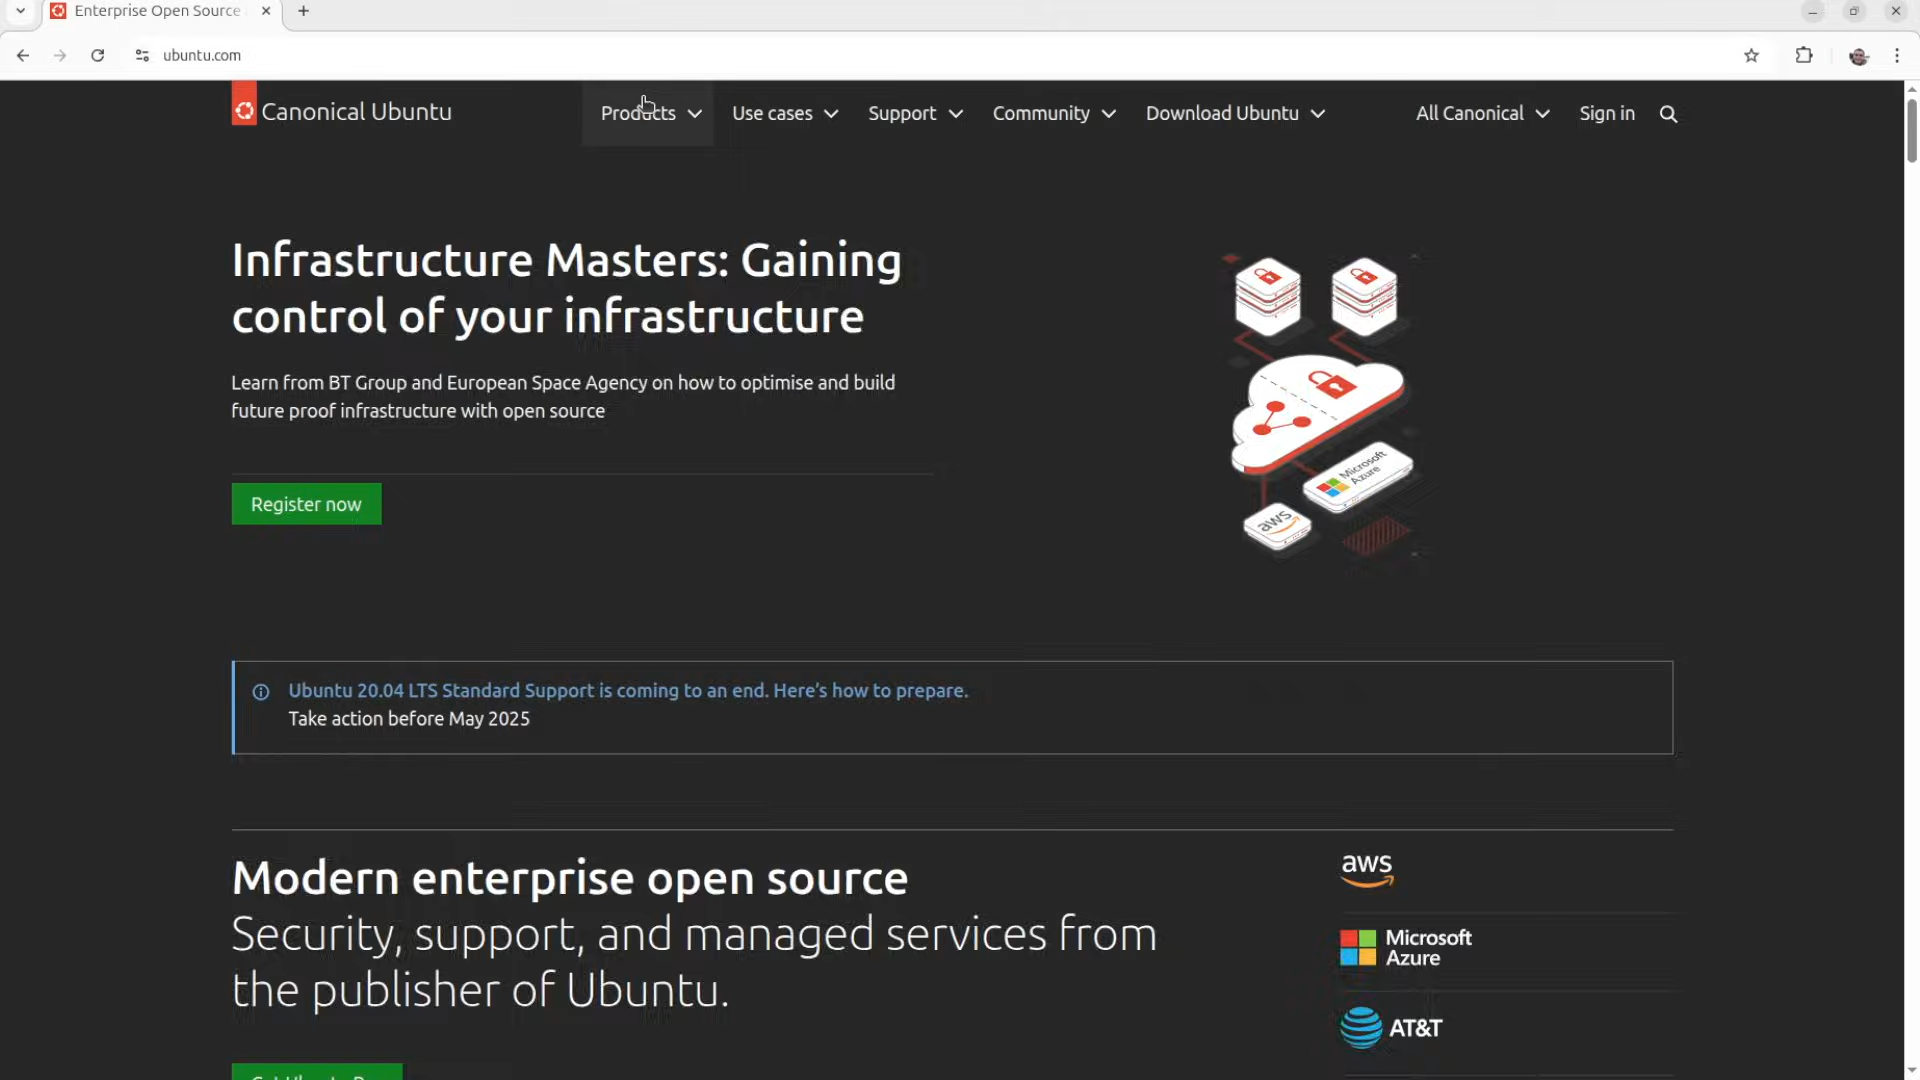 Enterprise Open Source
ubuntu.com
Canonical Ubuntu
Products
Use cases
Support
Community
Download Ubuntu
All Canonical
Sign in
Infrastructure Masters: Gaining
control of your infrastructure
Learn from BT Group and European Space Agency on how to optimise and build
future proof infrastructure with open source
Microsoft
Azure
aws
Register now
Ubuntu 20.04 LTS Standard Support is coming to an end. Here's how to prepare.
Take action before May 2025
Modern enterprise open source
Security, support, and managed services from
the publisher of Ubuntu.
aws
Microsoft
Azure
AT&T